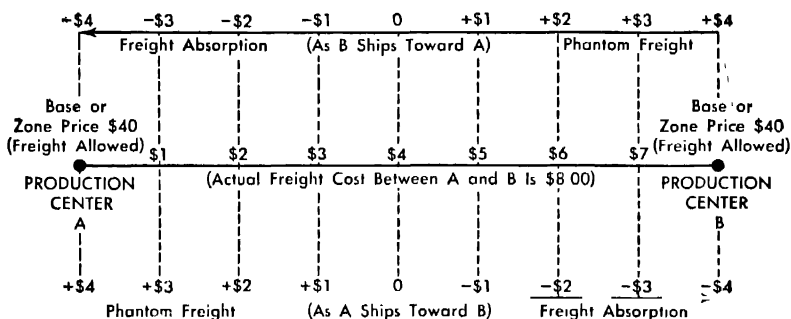 -$4 -$3 -$2 -$1 0 +$1 +$2 +$3 +$4
Freight Absorption (As B Ships Toward A) Phantom Freight
Base or
Zone Price $40
(Freight Allowed)
Base or
Zone Price $40
(Freight Allowed)
$1 $2 $3 $4 $5 $6 $7
(Actual Freight Cost Between A and B Is $8 00)
PRODUCTION
CENTER
A
PRODUCTION
CENTER
B
+$4 +$3 +$2 +$1 0 -$1 -$2 -$3 -$4
Phantom Freight (As A Ships Toward B) Freight Absorption